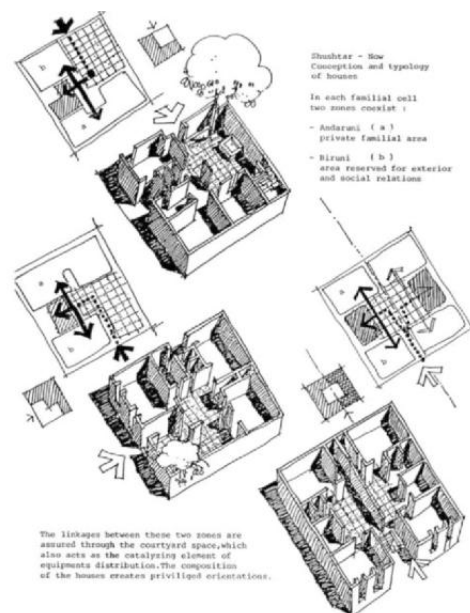 Shushtar - Now
Conception and typology
of houses
In each familial cell
two zones coexist :
- Andaruni (a)
private familial area
- Biruni (b)
area reserved for exterior
and social relations
b
a
a
b
a
b
The linkages between these two zones are
assured through the courtyard space,which
also acts as the catalyzing element of
equipments distribution.The composition
of the houses creates priviliged orientations.